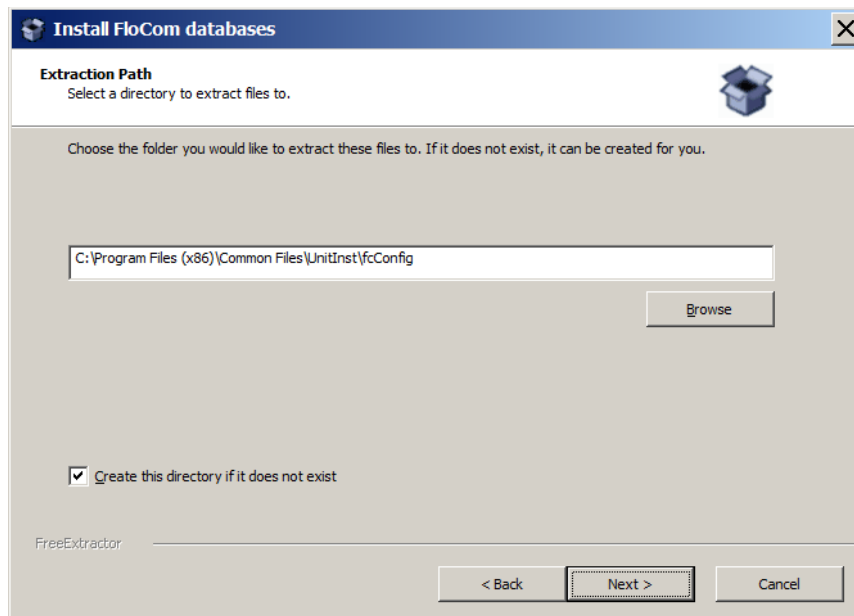 Install FloCom databases
Extraction Path
Select a directory to extract files to.
Choose the folder you would like to extract these files to. If it does not exist, it can be created for you.
C:\Program Files (x86)\Common Files\UnitInst\fcConfig
Browse
Create this directory if it does not exist
FreeExtractor
< Back Next > Cancel